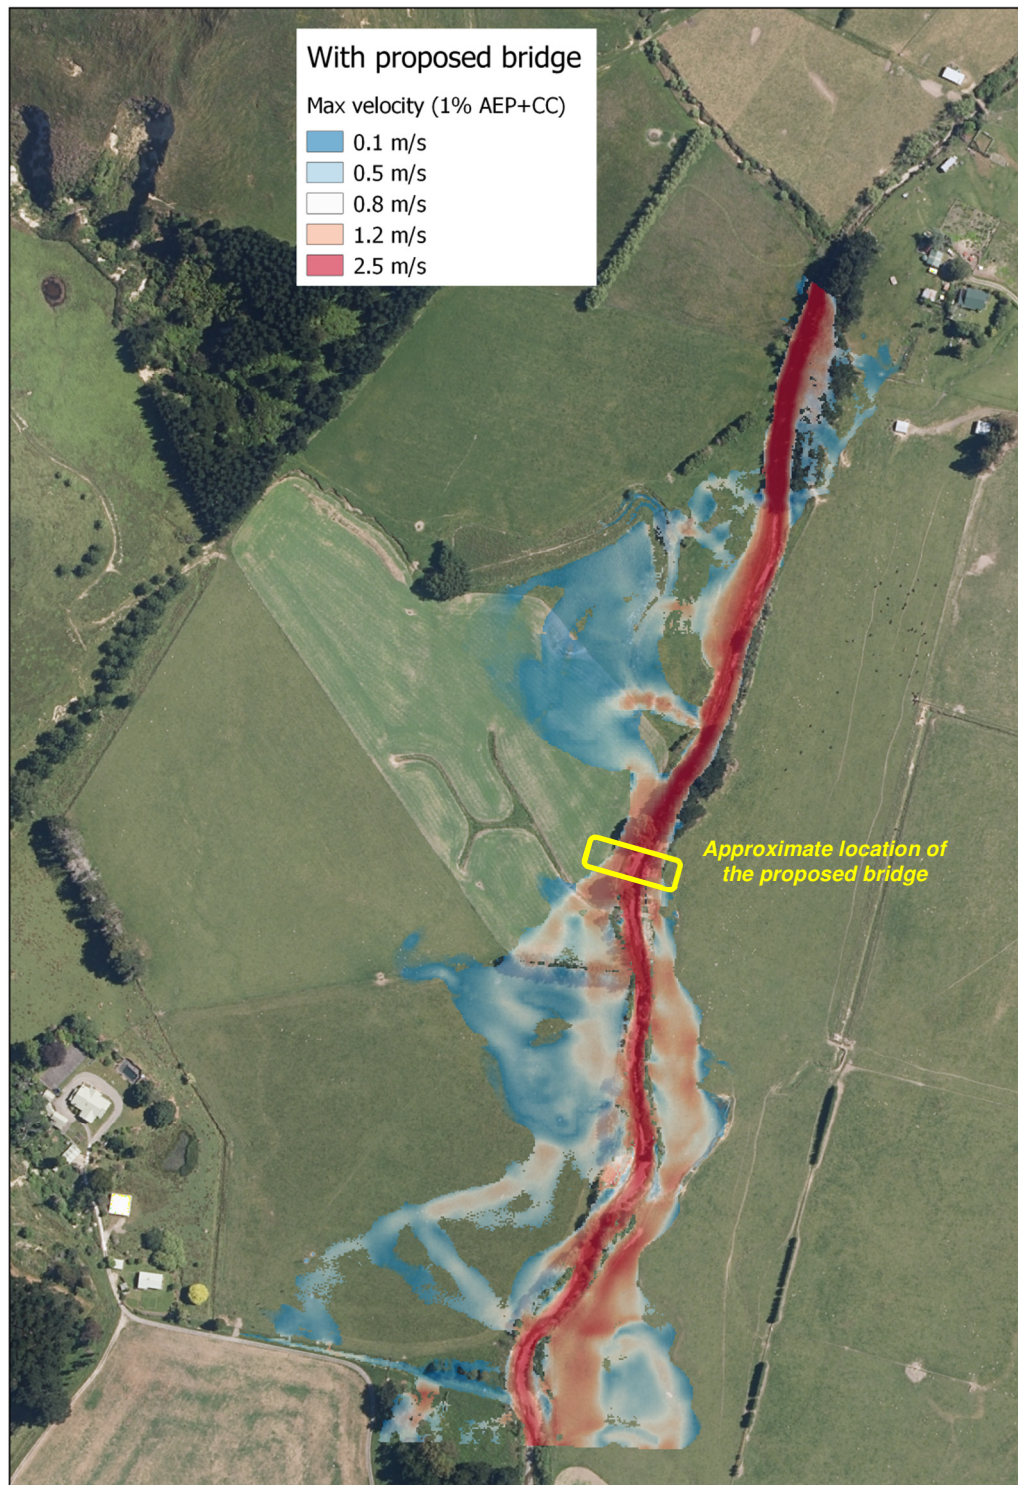 With proposed bridge
Max velocity (1% AEP+CC)
0.1 m/s
0.5 m/s
0.8 m/s
1.2 m/s
2.5 m/s
Approximate location of
the proposed bridge